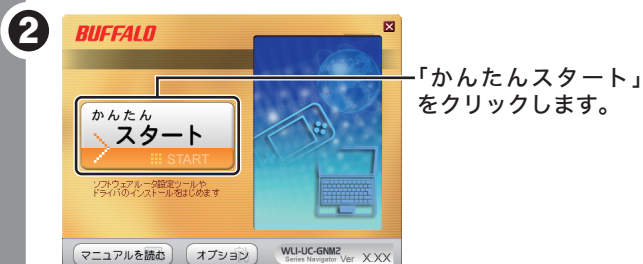 2
BUFFALO
「かんたんスタート」
をクリックします。
かんたん
スタート
START
ソフトウェアルータ設定ツールや
ドライバのインストールをはじめます
マニュアルを読む
オプション
WLI-UC-GNM2
Series Navigator Ver X.XX